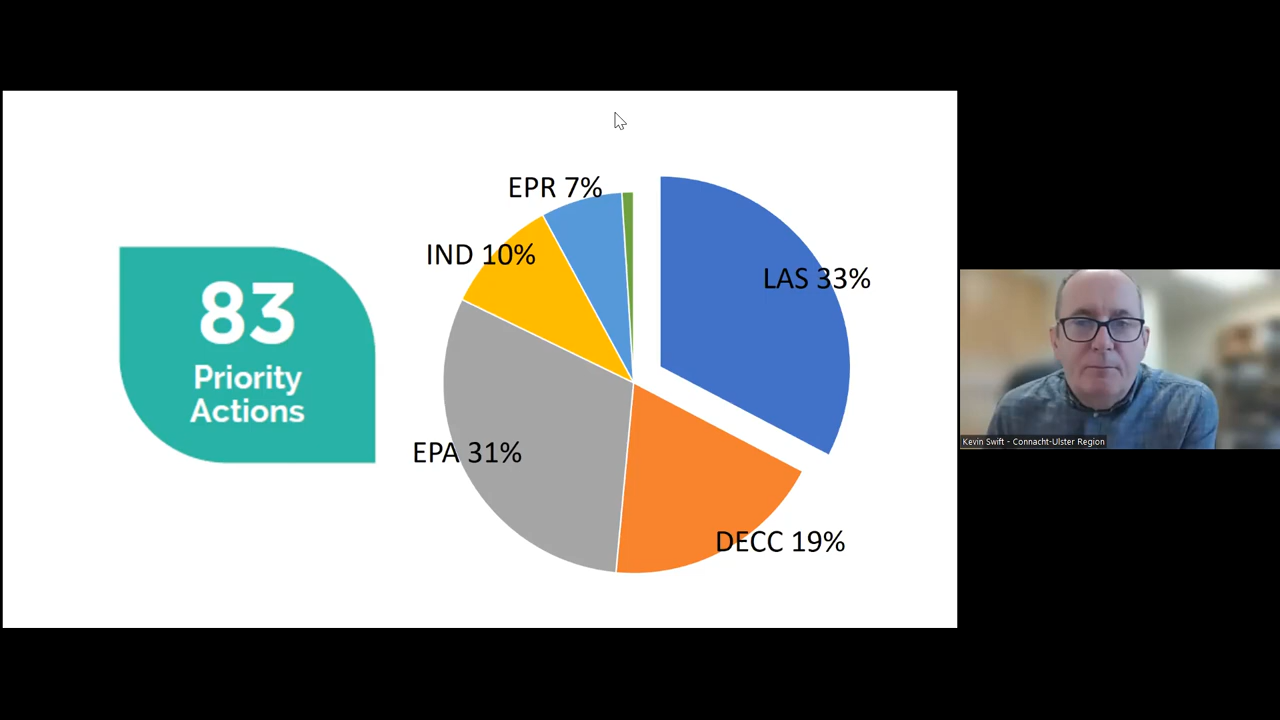 EPR 7%
IND 10%
LAS 33%
83
Priority
Actions
EPA 31%
DECC 19%
Kevin Swift - Connacht-Ulster Region